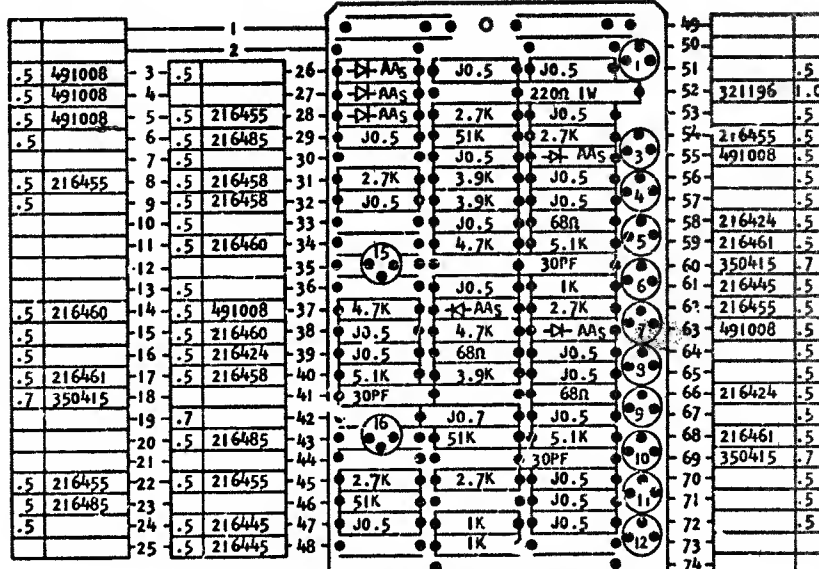 1 49
2 50
.5 491008 3 .5 26 AAS J0.5 J0.5 1 51 .5
.5 491008 4 27 AAS 220Ω 1W 52 321196 1.0
.5 491008 5 .5 216455 28 AAS 2.7K J0.5 53 .5
.5 6 .5 216485 29 J0.5 51K 2.7K 54 216455 .5
7 .5 30 J0.5 AAS 3 55 491008 .5
.5 216455 8 .5 216458 31 2.7K 3.9K J0.5 56 .5
.5 9 .5 216458 32 J0.5 3.9K J0.5 4 57 .5
10 .5 33 J0.5 68Ω 58 216424 .5
11 .5 216460 34 15 4.7K 5.1K 5 59 216461 .5
12 35 30PF 60 350415 .7
13 .5 36 J0.5 1K 6 61 216445 .5
.5 216460 14 .5 491008 37 4.7K AAS 2.7K 62 216455 .5
.5 15 .5 216460 38 J0.5 4.7K AAS 7 63 491008 .5
.5 16 .5 216424 39 J0.5 68Ω J0.5 64 .5
.5 216461 17 .5 216458 40 5.1K 3.9K J0.5 8 65 .5
.7 350415 18 41 30PF 68Ω 66 216424 .5
19 .7 42 16 J0.7 J0.5 9 67 .5
20 .5 216485 43 51K 5.1K 68 216461 .5
21 44 30PF 10 69 350415 .7
.5 216455 22 .5 216455 45 2.7K 2.7K J0.5 70 .5
.5 216485 23 46 51K J0.5 11 71 .5
.5 24 .5 216445 47 J0.5 1K J0.5 72 .5
25 .5 216445 48 1K 12 73
74